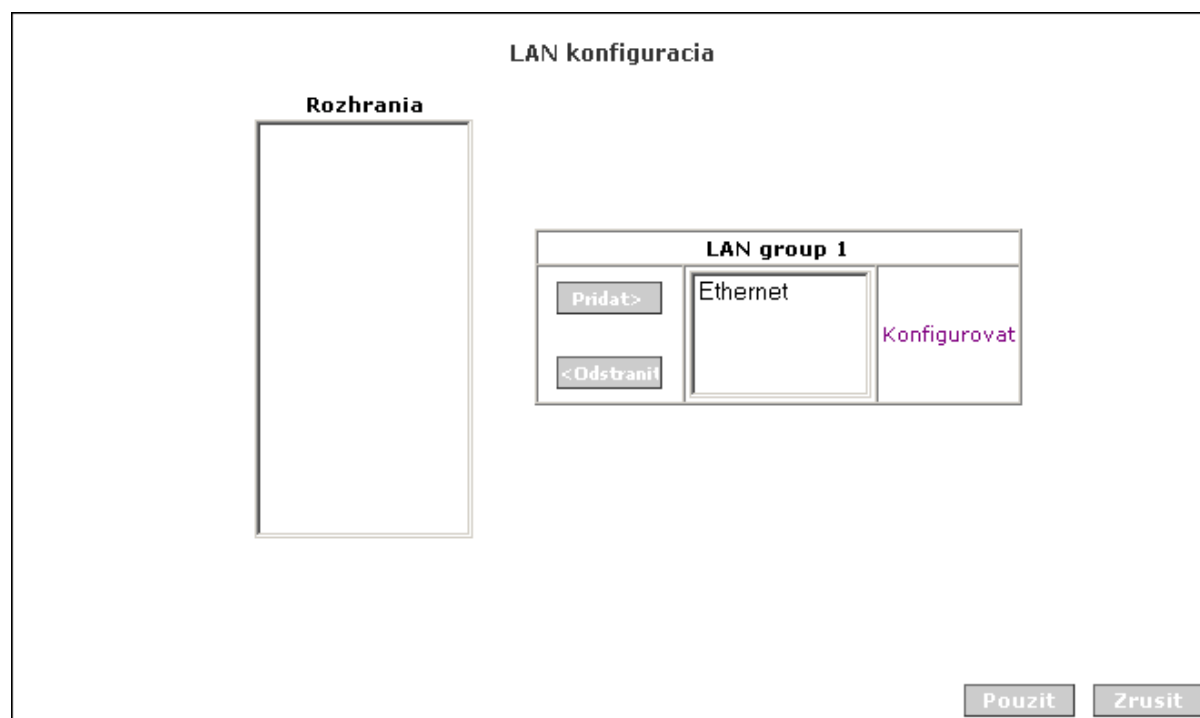 LAN konfiguracia
Rozhrania
LAN group 1
Pridat>
Ethernet
Konfigurovat
<Odstranit
Pouzit
Zrusit